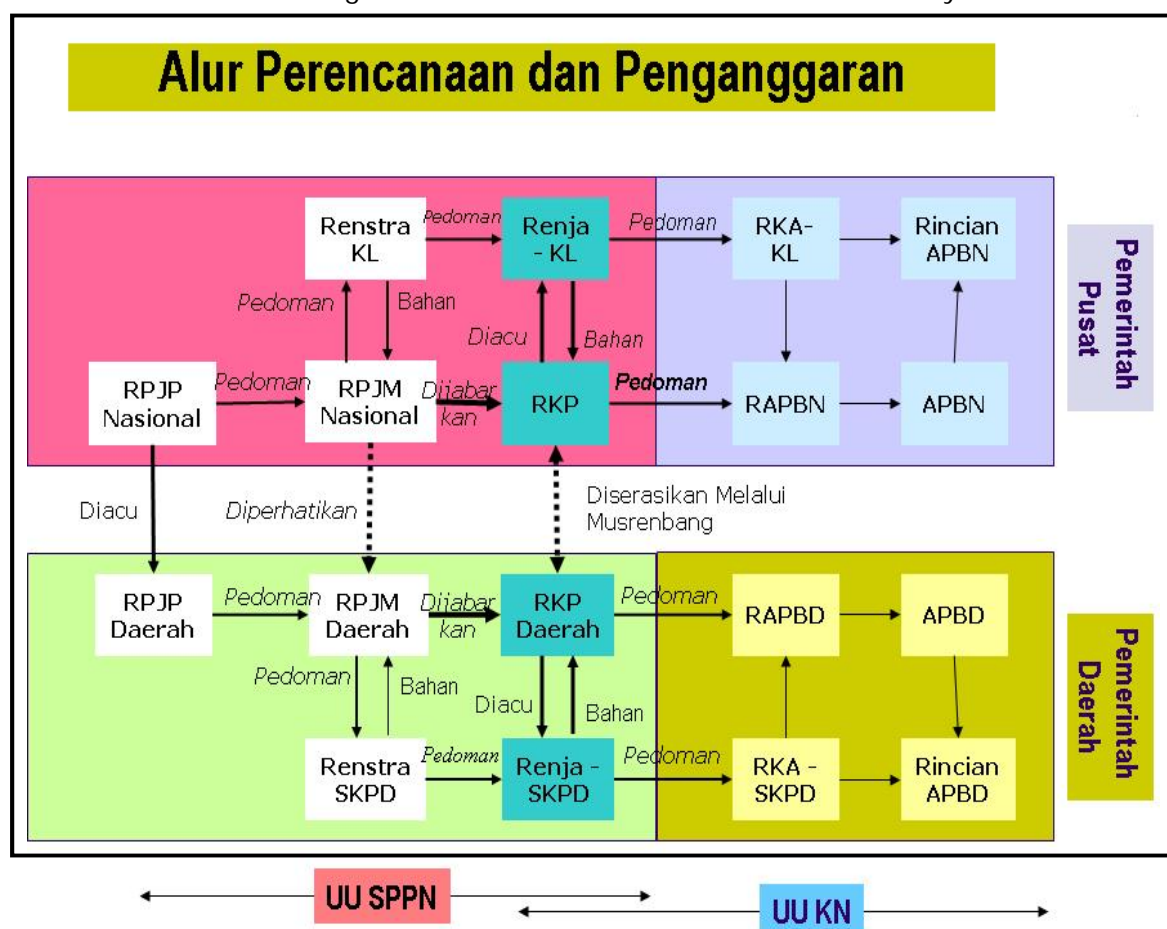 Alur Perencanaan dan Penganggaran
Renstra
KL
Pedoman
Renja
- KL
Pedoman
RKA-
KL
Rincian
APBN
Pemerintah
Pusat
Pedoman
Bahan
Diacu
Bahan
RPJP
Nasional
Pedoman
RPJM
Nasional
Dijabar
kan
RKP
Pedoman
RAPBN
APBN
Diacu
Diperhatikan
Diserasikan Melalui
Musrenbang
RPJP
Daerah
Pedoman
RPJM
Daerah
Dijabar
kan
RKP
Daerah
Pedoman
RAPBD
APBD
Pemerintah
Daerah
Pedoman
Bahan
Diacu
Bahan
Renstra
SKPD
Pedoman
Renja -
SKPD
Pedoman
RKA -
SKPD
Rincian
APBD
UU SPPN
UU KN